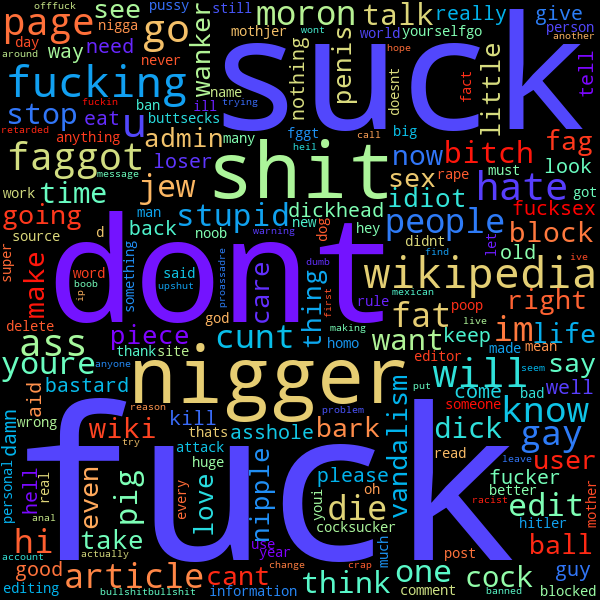 offfuck
pussy
still
nigga
mothjer
wont
world
yourselfgo
person
another
day
around
never
hope
page
see
go
moron
talk
really
give
suck
way
need
wanker
nothing
penis
doesnt
little
fact
tell
fucking
fuckin
retarded
ban
ill
trying
buttsecks
name
eat
stop
u
admin
many
fggt
call
big
now
bitch
fag
anything
message
faggot
loser
shit
heil
sex
rape
must
look
work
time
jew
hate
idiot
got
going
man
stupid
dickhead
people
fucksex
source
d
back
noob
new
dog
hey
didnt
block
old
super
make
word
something
said
upshut
warning
let
find
ive
boob
ip
care
proassadre
dumb
thing
wikipedia
right
dont
god
first
rule
mexican
poop
delete
piece
making
live
fat
im
life
ass
thanksite
cunt
homo
want
keep
editor
made
mean
youre
anyone
nigger
put
will
seem
say
aid
bastard
come
someone
bad
well
wrong
reason
problem
know
wiki
kill
thats
asshole
bark
dick
read
gay
damn
try
attack
huge
nipple
please
vandalism
leave
user
personal
hell
real
even
pig
every
love
youi
oh
die
fucker
better
racist
hitler
mother
anal
cocksucker
edit
hi
take
actually
use
year
much
fuck
post
ball
account
good
article
cant
change
crap
think
one
cock
guy
editing
bullshitbullshit
information
comment
banned
blocked